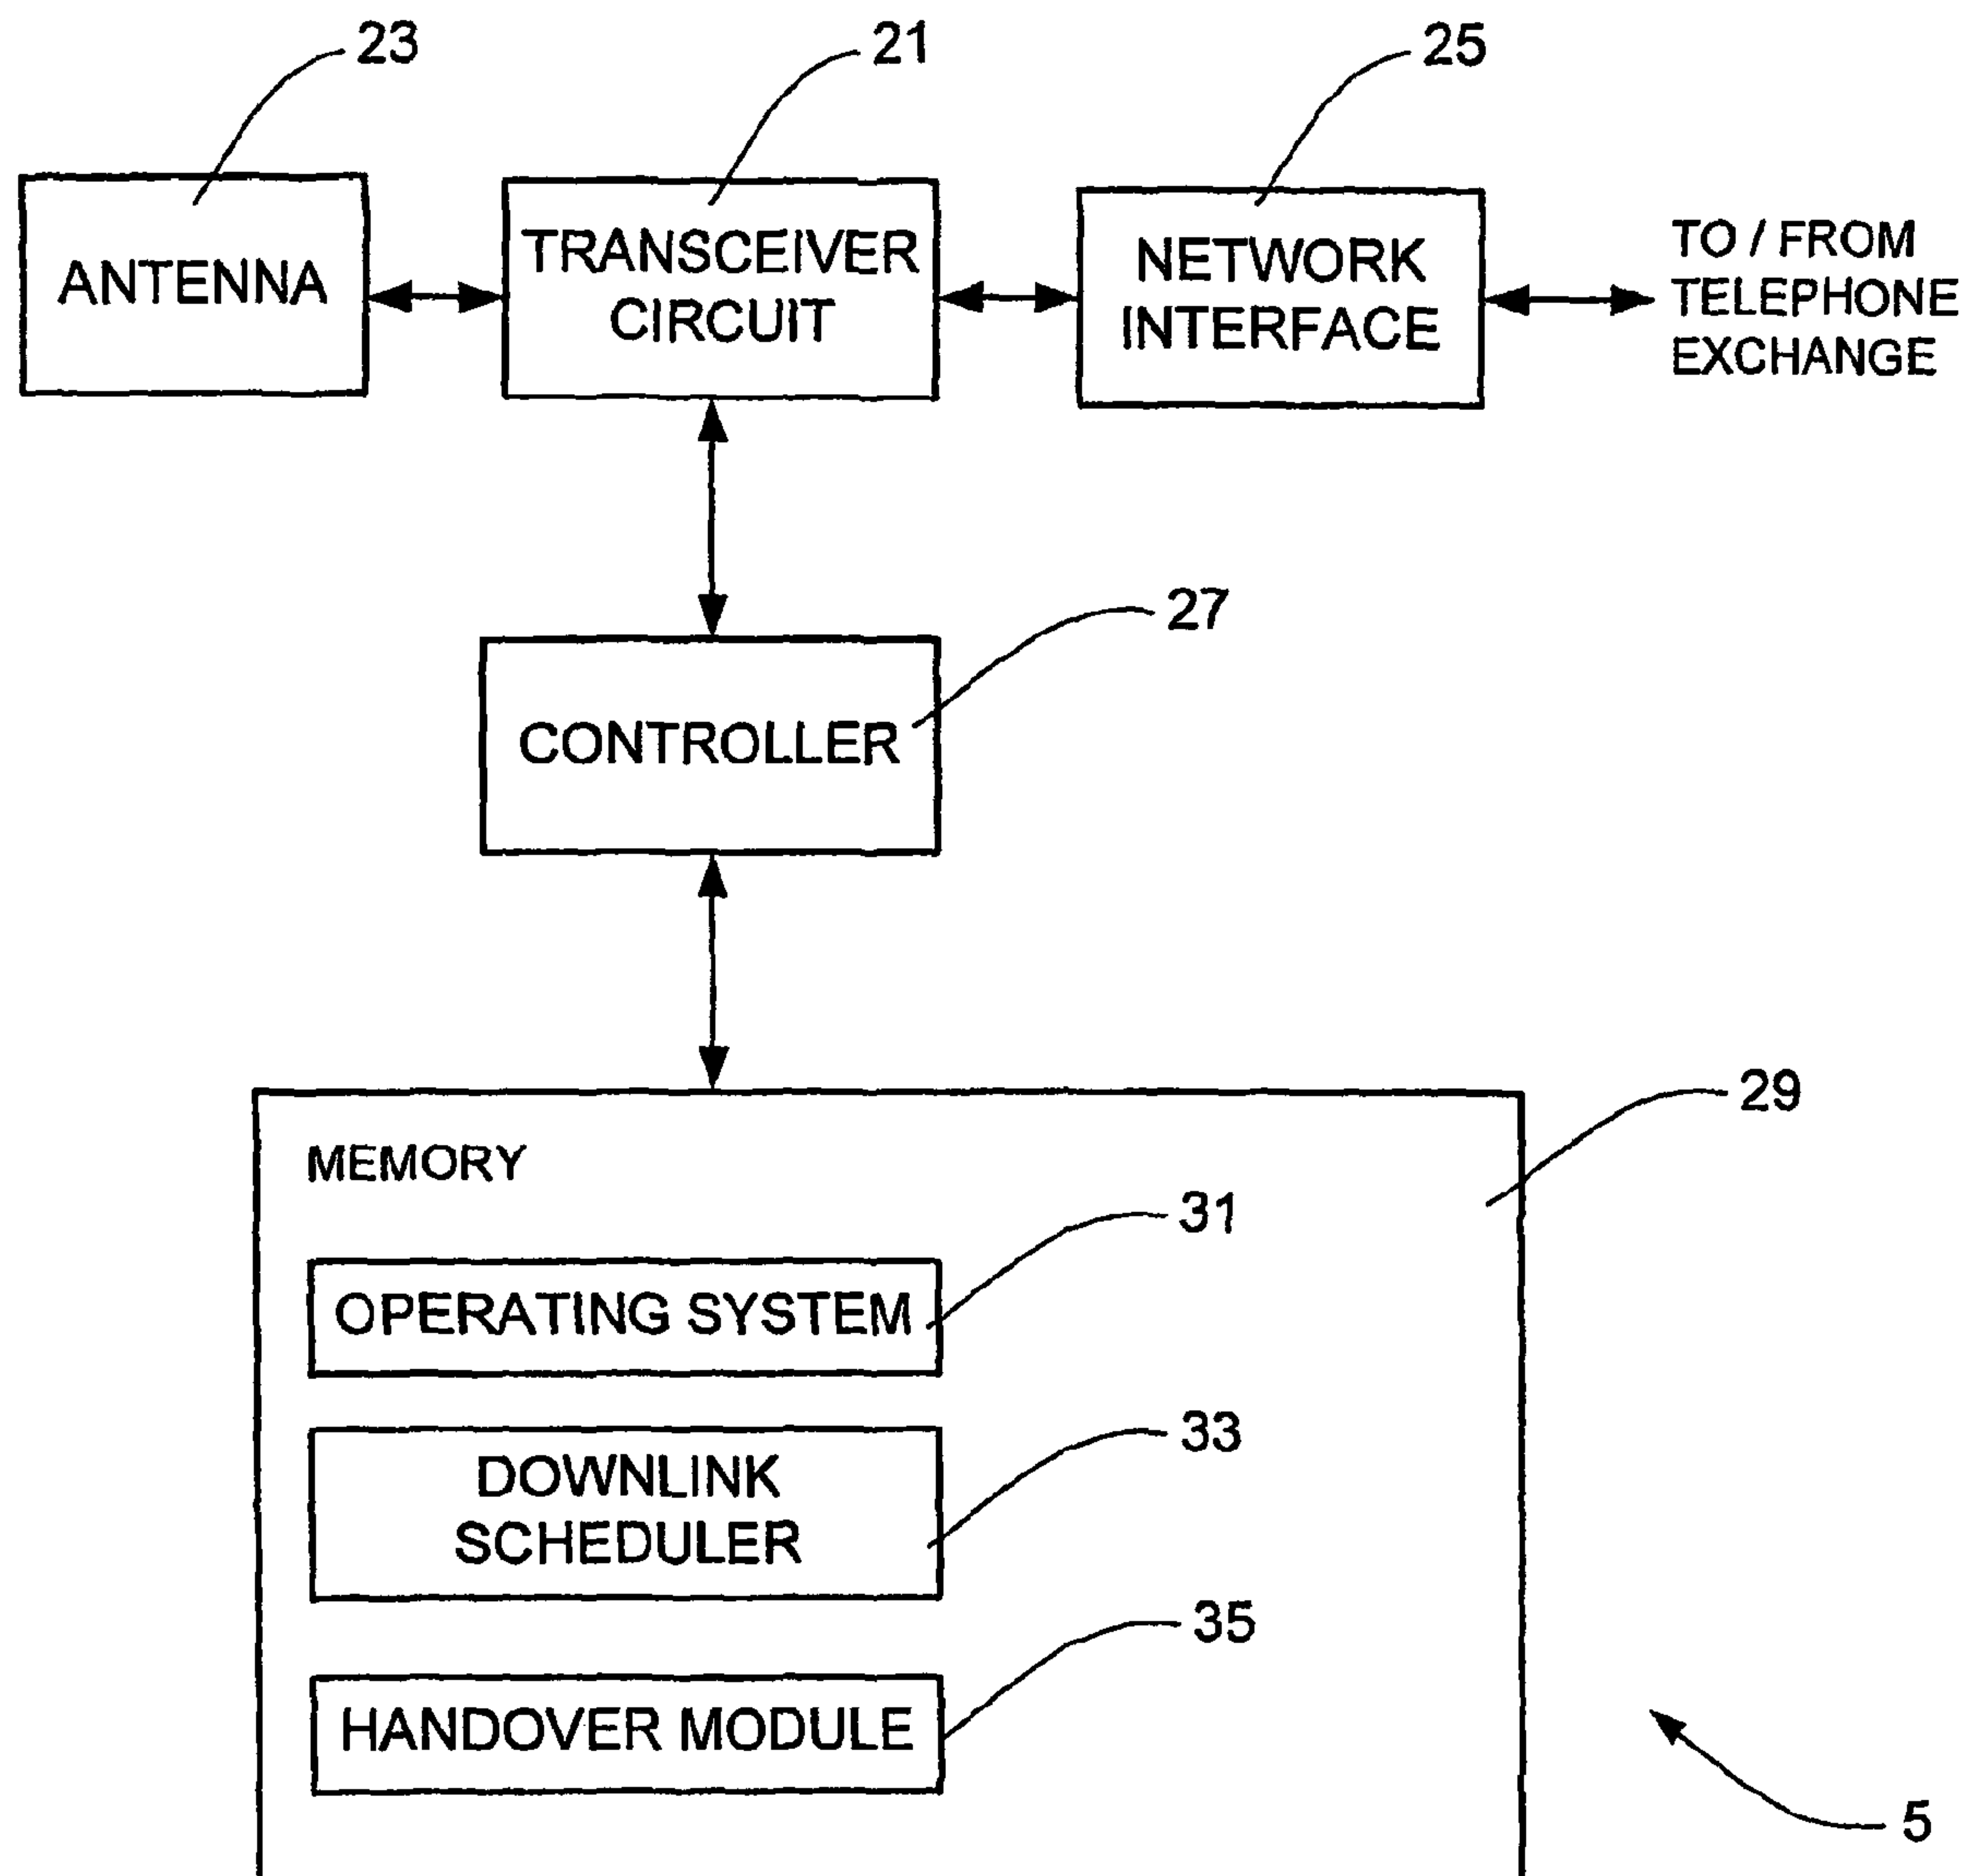 23
21
25
ANTENNA
TRANSCEIVER
CIRCUIT
NETWORK
INTERFACE
TO / FROM
TELEPHONE
EXCHANGE
27
CONTROLLER
29
MEMORY
31
OPERATING SYSTEM
33
DOWNLINK
SCHEDULER
35
HANDOVER MODULE
5